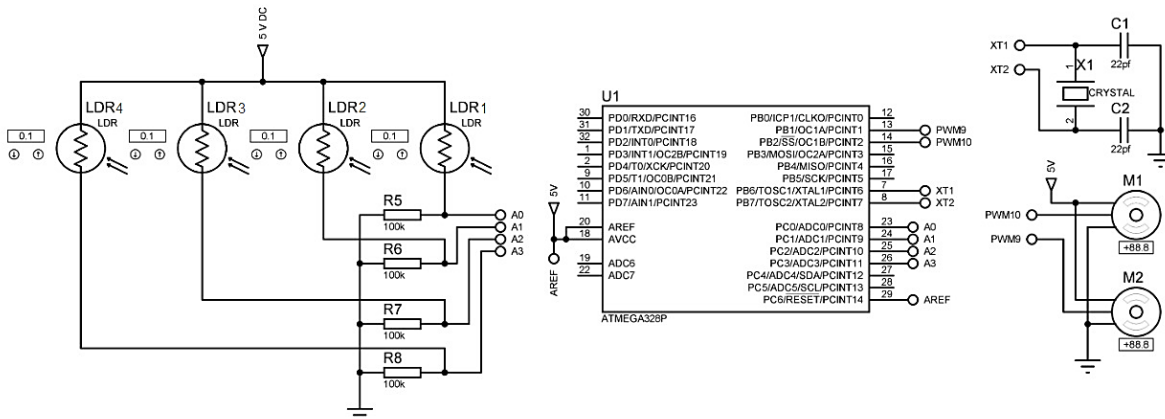 5 V DC
LDR4
LDR
0.1
LDR3
LDR
0.1
LDR2
LDR
0.1
LDR1
LDR
0.1
R5
100k
R6
100k
R7
100k
R8
100k
A0
A1
A2
A3
U1
30 PD0/RXD/PCINT16
31 PD1/TXD/PCINT17
32 PD2/INT0/PCINT18
1 PD3/INT1/OC2B/PCINT19
2 PD4/T0/XCK/PCINT20
9 PD5/T1/OC0B/PCINT21
10 PD6/AIN0/OC0A/PCINT22
11 PD7/AIN1/PCINT23
5V
20 AREF
18 AVCC
19 ADC6
22 ADC7
AREF
PB0/ICP1/CLKO/PCINT0 12
PB1/OC1A/PCINT1 13 PWM9
PB2/SS/OC1B/PCINT2 14 PWM10
PB3/MOSI/OC2A/PCINT3 15
PB4/MISO/PCINT4 16
PB5/SCK/PCINT5 17
PB6/TOSC1/XTAL1/PCINT6 7 XT1
PB7/TOSC2/XTAL2/PCINT7 8 XT2
PC0/ADC0/PCINT8 23 A0
PC1/ADC1/PCINT9 24 A1
PC2/ADC2/PCINT10 25 A2
PC3/ADC3/PCINT11 26 A3
PC4/ADC4/SDA/PCINT12 27
PC5/ADC5/SCL/PCINT13 28
PC6/RESET/PCINT14 29 AREF
ATMEGA328P
XT1
XT2
C1
22pf
1 X1
CRYSTAL
2
C2
22pf
5V
PWM10
PWM9
M1
+88.8
M2
+88.8